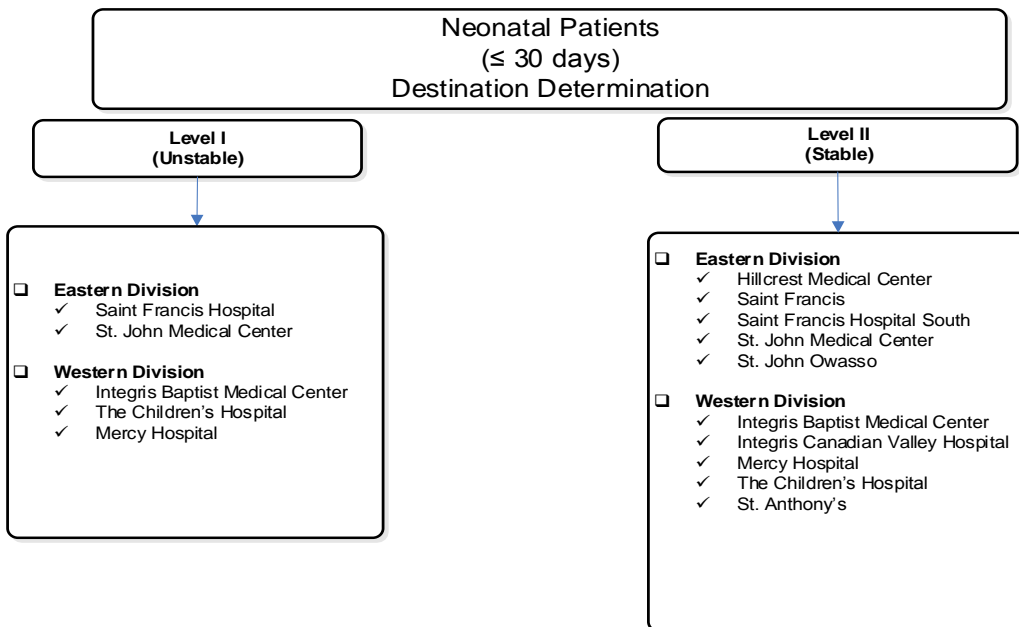 Neonatal Patients
(≤ 30 days)
Destination Determination
Level I
(Unstable)
❑ Eastern Division
✓ Saint Francis Hospital
✓ St. John Medical Center
❑ Western Division
✓ Integris Baptist Medical Center
✓ The Children’s Hospital
✓ Mercy Hospital
Level II
(Stable)
❑ Eastern Division
✓ Hillcrest Medical Center
✓ Saint Francis
✓ Saint Francis Hospital South
✓ St. John Medical Center
✓ St. John Owasso
❑ Western Division
✓ Integris Baptist Medical Center
✓ Integris Canadian Valley Hospital
✓ Mercy Hospital
✓ The Children’s Hospital
✓ St. Anthony’s